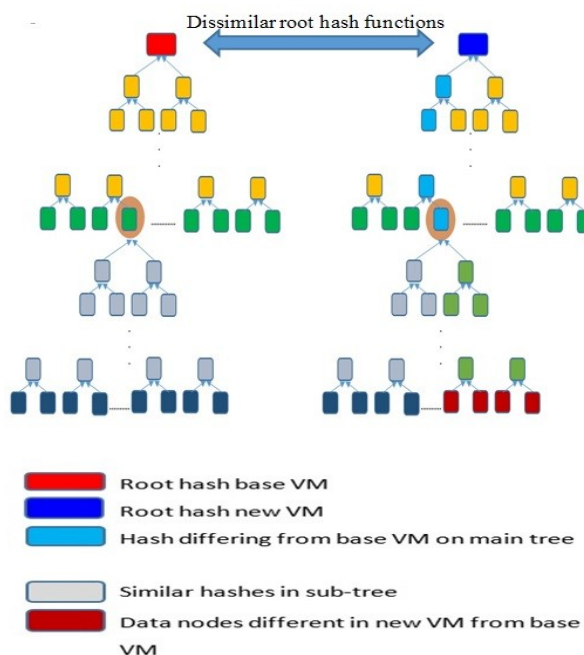 Dissimilar root hash functions
Root hash base VM
Root hash new VM
Hash differing from base VM on main tree
Similar hashes in sub-tree
Data nodes different in new VM from base
VM